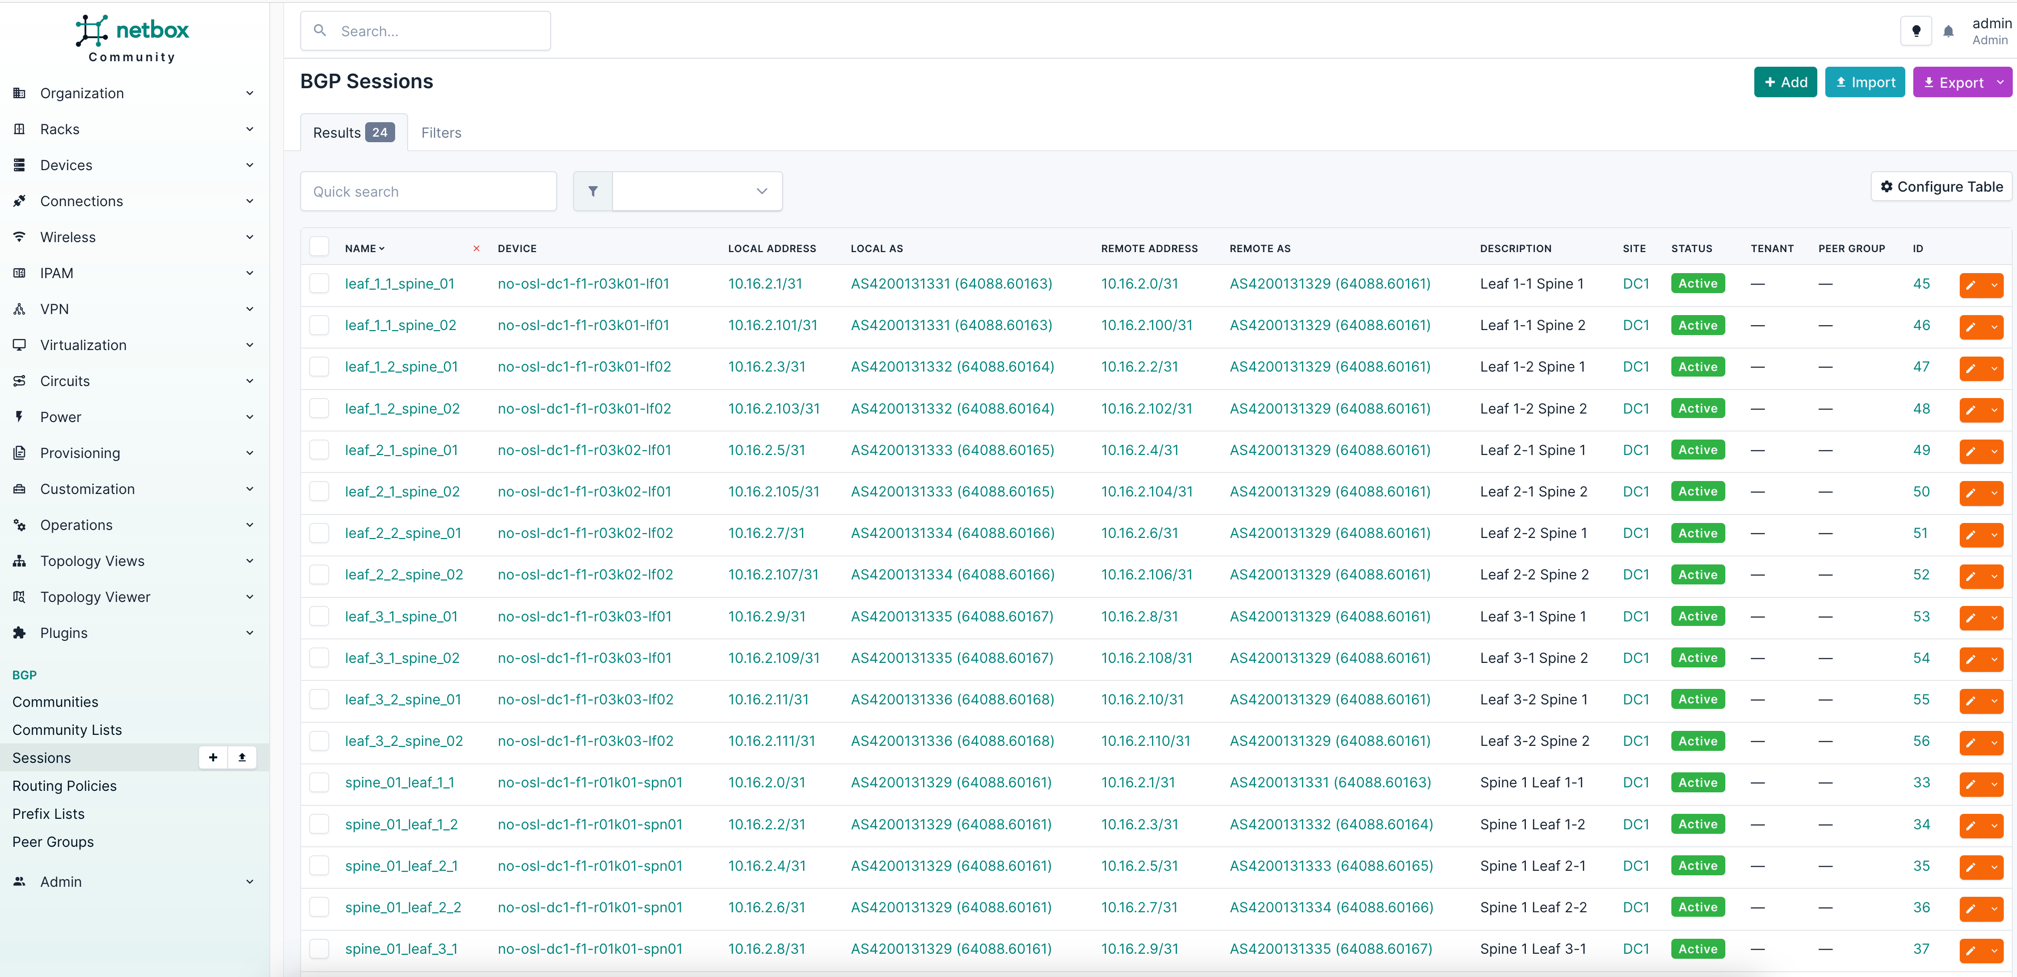 netbox
Community
Search...
admin
Admin
Organization
Racks
Devices
Connections
Wireless
IPAM
VPN
Virtualization
Circuits
Power
Provisioning
Customization
Operations
Topology Views
Topology Viewer
Plugins
BGP
Communities
Community Lists
Sessions
Routing Policies
Prefix Lists
Peer Groups
Admin
BGP Sessions
+ Add Import Export
Results 24 Filters
Quick search
Configure Table
NAME DEVICE LOCAL ADDRESS LOCAL AS REMOTE ADDRESS REMOTE AS DESCRIPTION SITE STATUS TENANT PEER GROUP ID
leaf_1_1_spine_01 no-osl-dc1-f1-r03k01-lf01 10.16.2.1/31 AS4200131331 (64088.60163) 10.16.2.0/31 AS4200131329 (64088.60161) Leaf 1-1 Spine 1 DC1 Active — — 45
leaf_1_1_spine_02 no-osl-dc1-f1-r03k01-lf01 10.16.2.101/31 AS4200131331 (64088.60163) 10.16.2.100/31 AS4200131329 (64088.60161) Leaf 1-1 Spine 2 DC1 Active — — 46
leaf_1_2_spine_01 no-osl-dc1-f1-r03k01-lf02 10.16.2.3/31 AS4200131332 (64088.60164) 10.16.2.2/31 AS4200131329 (64088.60161) Leaf 1-2 Spine 1 DC1 Active — — 47
leaf_1_2_spine_02 no-osl-dc1-f1-r03k01-lf02 10.16.2.103/31 AS4200131332 (64088.60164) 10.16.2.102/31 AS4200131329 (64088.60161) Leaf 1-2 Spine 2 DC1 Active — — 48
leaf_2_1_spine_01 no-osl-dc1-f1-r03k02-lf01 10.16.2.5/31 AS4200131333 (64088.60165) 10.16.2.4/31 AS4200131329 (64088.60161) Leaf 2-1 Spine 1 DC1 Active — — 49
leaf_2_1_spine_02 no-osl-dc1-f1-r03k02-lf01 10.16.2.105/31 AS4200131333 (64088.60165) 10.16.2.104/31 AS4200131329 (64088.60161) Leaf 2-1 Spine 2 DC1 Active — — 50
leaf_2_2_spine_01 no-osl-dc1-f1-r03k02-lf02 10.16.2.7/31 AS4200131334 (64088.60166) 10.16.2.6/31 AS4200131329 (64088.60161) Leaf 2-2 Spine 1 DC1 Active — — 51
leaf_2_2_spine_02 no-osl-dc1-f1-r03k02-lf02 10.16.2.107/31 AS4200131334 (64088.60166) 10.16.2.106/31 AS4200131329 (64088.60161) Leaf 2-2 Spine 2 DC1 Active — — 52
leaf_3_1_spine_01 no-osl-dc1-f1-r03k03-lf01 10.16.2.9/31 AS4200131335 (64088.60167) 10.16.2.8/31 AS4200131329 (64088.60161) Leaf 3-1 Spine 1 DC1 Active — — 53
leaf_3_1_spine_02 no-osl-dc1-f1-r03k03-lf01 10.16.2.109/31 AS4200131335 (64088.60167) 10.16.2.108/31 AS4200131329 (64088.60161) Leaf 3-1 Spine 2 DC1 Active — — 54
leaf_3_2_spine_01 no-osl-dc1-f1-r03k03-lf02 10.16.2.11/31 AS4200131336 (64088.60168) 10.16.2.10/31 AS4200131329 (64088.60161) Leaf 3-2 Spine 1 DC1 Active — — 55
leaf_3_2_spine_02 no-osl-dc1-f1-r03k03-lf02 10.16.2.111/31 AS4200131336 (64088.60168) 10.16.2.110/31 AS4200131329 (64088.60161) Leaf 3-2 Spine 2 DC1 Active — — 56
spine_01_leaf_1_1 no-osl-dc1-f1-r01k01-spn01 10.16.2.0/31 AS4200131329 (64088.60161) 10.16.2.1/31 AS4200131331 (64088.60163) Spine 1 Leaf 1-1 DC1 Active — — 33
spine_01_leaf_1_2 no-osl-dc1-f1-r01k01-spn01 10.16.2.2/31 AS4200131329 (64088.60161) 10.16.2.3/31 AS4200131332 (64088.60164) Spine 1 Leaf 1-2 DC1 Active — — 34
spine_01_leaf_2_1 no-osl-dc1-f1-r01k01-spn01 10.16.2.4/31 AS4200131329 (64088.60161) 10.16.2.5/31 AS4200131333 (64088.60165) Spine 1 Leaf 2-1 DC1 Active — — 35
spine_01_leaf_2_2 no-osl-dc1-f1-r01k01-spn01 10.16.2.6/31 AS4200131329 (64088.60161) 10.16.2.7/31 AS4200131334 (64088.60166) Spine 1 Leaf 2-2 DC1 Active — — 36
spine_01_leaf_3_1 no-osl-dc1-f1-r01k01-spn01 10.16.2.8/31 AS4200131329 (64088.60161) 10.16.2.9/31 AS4200131335 (64088.60167) Spine 1 Leaf 3-1 DC1 Active — — 37